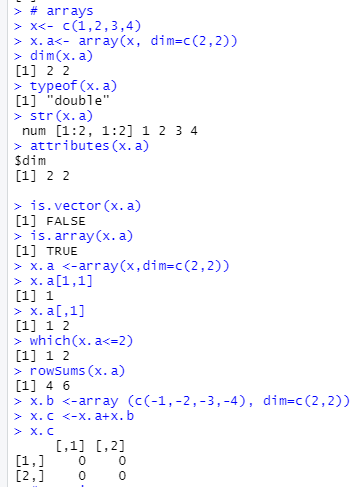 > # arrays
> x<- c(1,2,3,4)
> x.a<- array(x, dim=c(2,2))
> dim(x.a)
[1] 2 2
> typeof(x.a)
[1] "double"
> str(x.a)
 num [1:2, 1:2] 1 2 3 4
> attributes(x.a)
$dim
[1] 2 2

> is.vector(x.a)
[1] FALSE
> is.array(x.a)
[1] TRUE
> x.a <-array(x,dim=c(2,2))
> x.a[1,1]
[1] 1
> x.a[,1]
[1] 1 2
> which(x.a<=2)
[1] 1 2
> rowSums(x.a)
[1] 4 6
> x.b <-array (c(-1,-2,-3,-4), dim=c(2,2))
> x.c <-x.a+x.b
> x.c
     [,1] [,2]
[1,]    0    0
[2,]    0    0